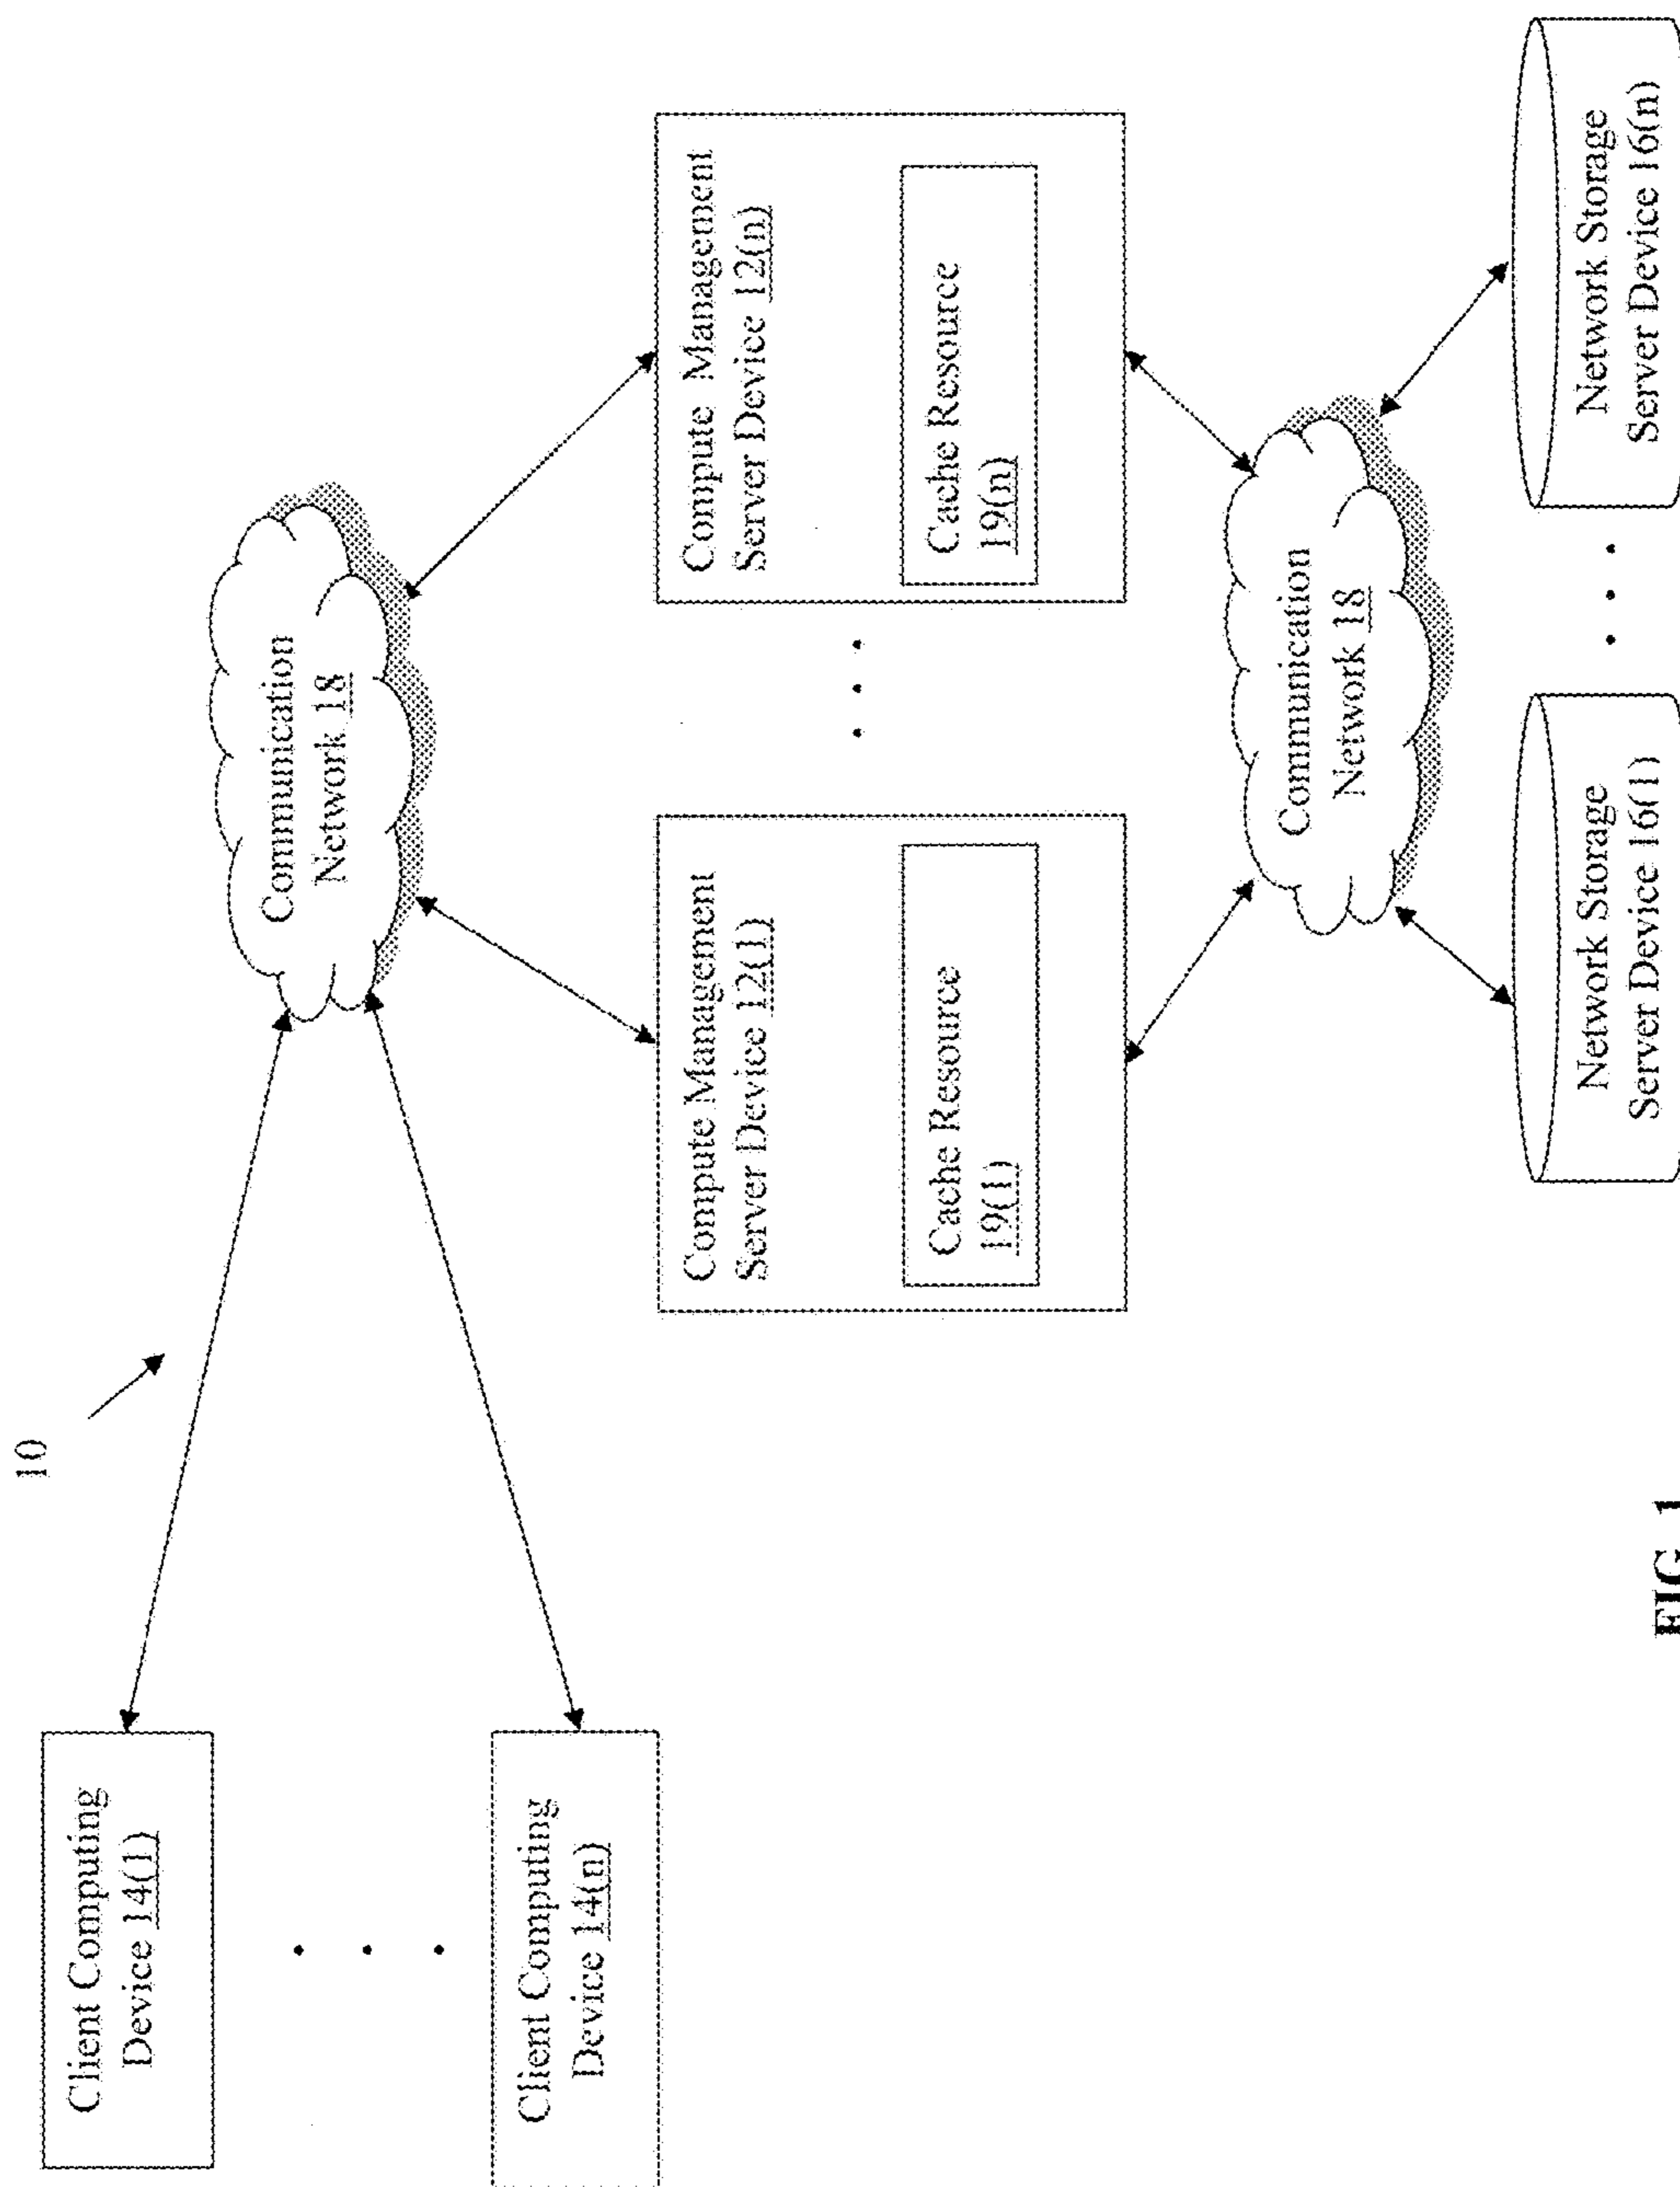 10
Client Computing
Device 14(1)
Client Computing
Device 14(n)
Communication
Network 18
Compute Management
Server Device 12(1)
Cache Resource
19(1)
Compute Management
Server Device 12(n)
Cache Resource
19(n)
Communication
Network 18
Network Storage
Server Device 16(1)
Network Storage
Server Device 16(n)
FIG. 1